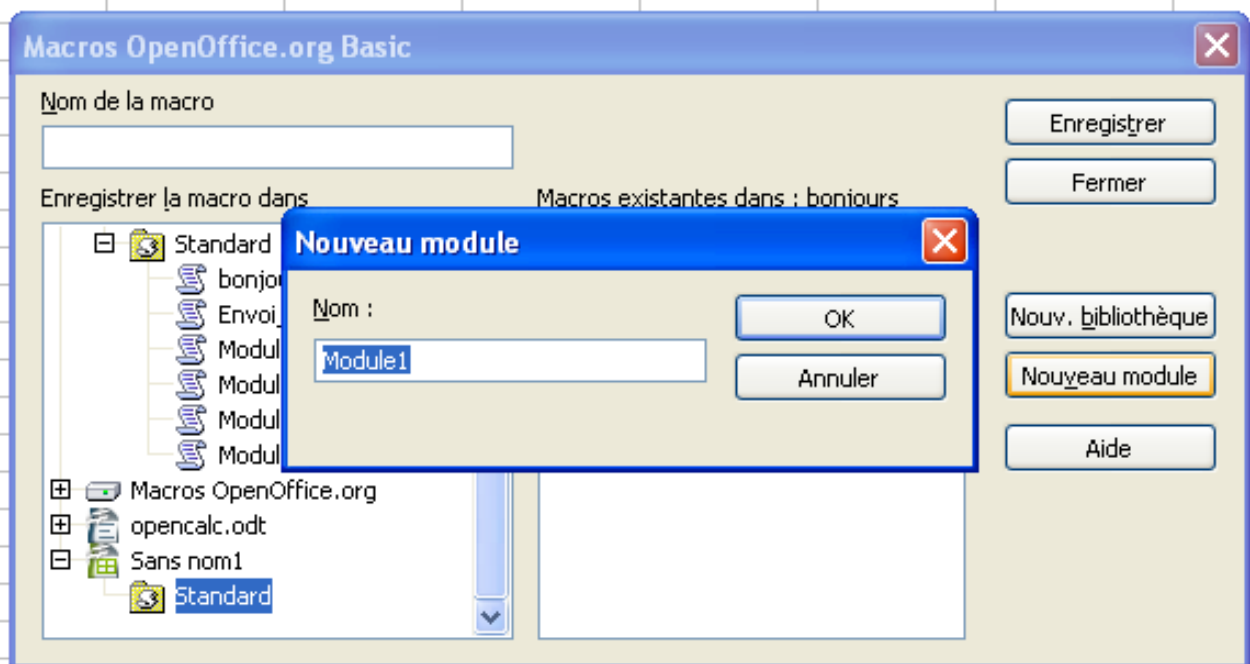 Macros OpenOffice.org Basic
Nom de la macro
Enregistrer
Fermer
Enregistrer la macro dans
Macros existantes dans : bonjours
Standard
Nouveau module
Nom :
OK
Module1
Annuler
Nouv. bibliothèque
Nouveau module
Aide
Macros OpenOffice.org
opencalc.odt
Sans nom1
Standard